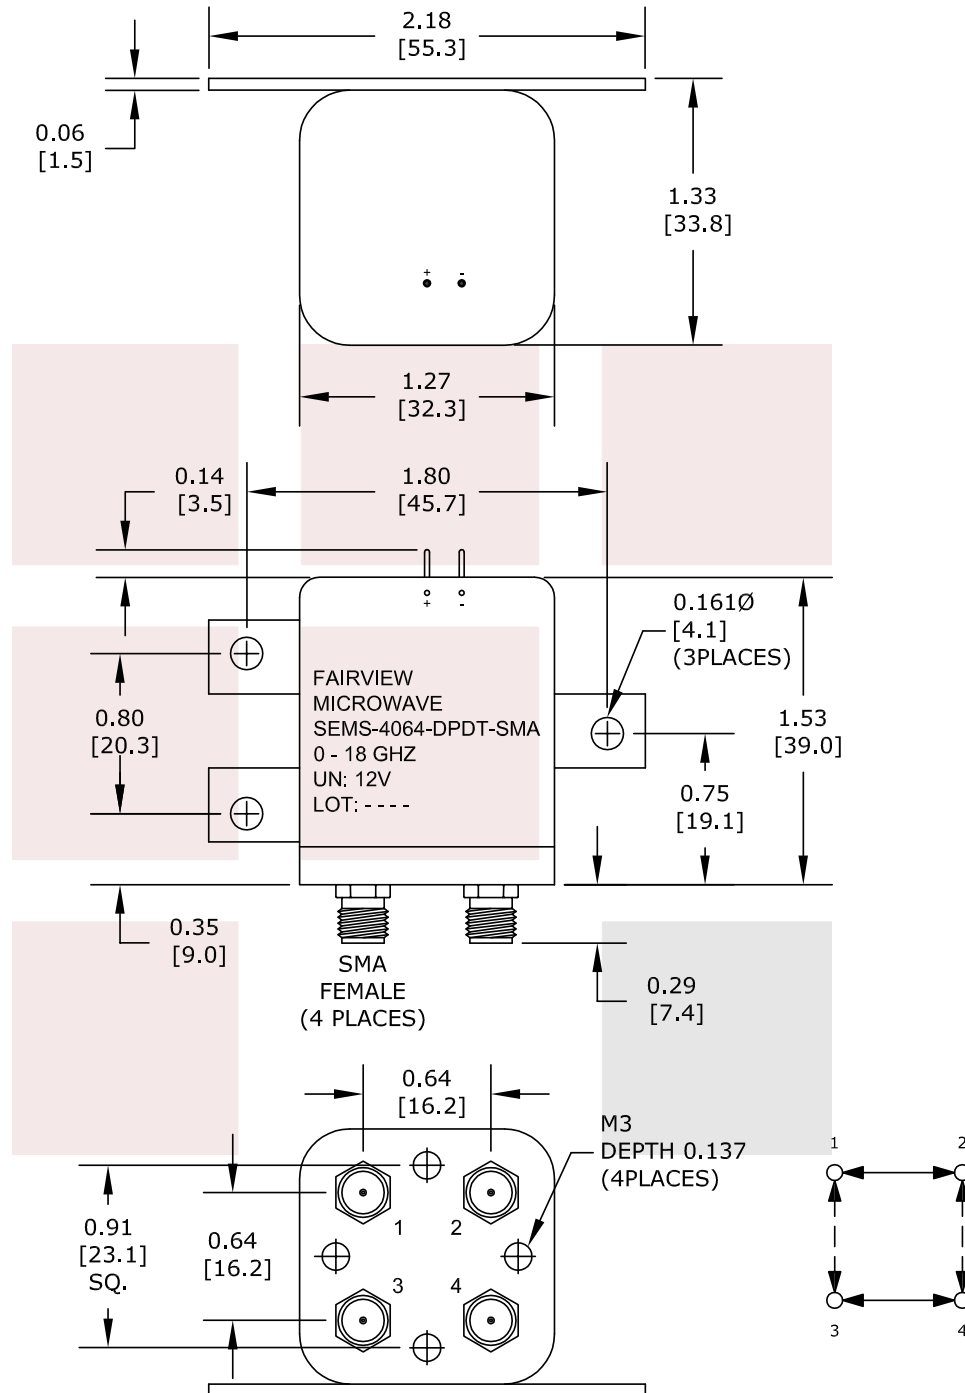 2.18
[55.3]
0.06
[1.5]
1.33
[33.8]
+ -
1.27
[32.3]
0.14
[3.5]
1.80
[45.7]
+ -
0.161Ø
[4.1]
(3PLACES)
FAIRVIEW
MICROWAVE
SEMS-4064-DPDT-SMA
0 - 18 GHZ
UN: 12V
LOT: - - - -
0.80
[20.3]
1.53
[39.0]
0.75
[19.1]
0.35
[9.0]
SMA
FEMALE
(4 PLACES)
0.29
[7.4]
0.64
[16.2]
M3
DEPTH 0.137
(4PLACES)
0.91
[23.1]
SQ.
0.64
[16.2]
1 2
3 4
1 2
3 4